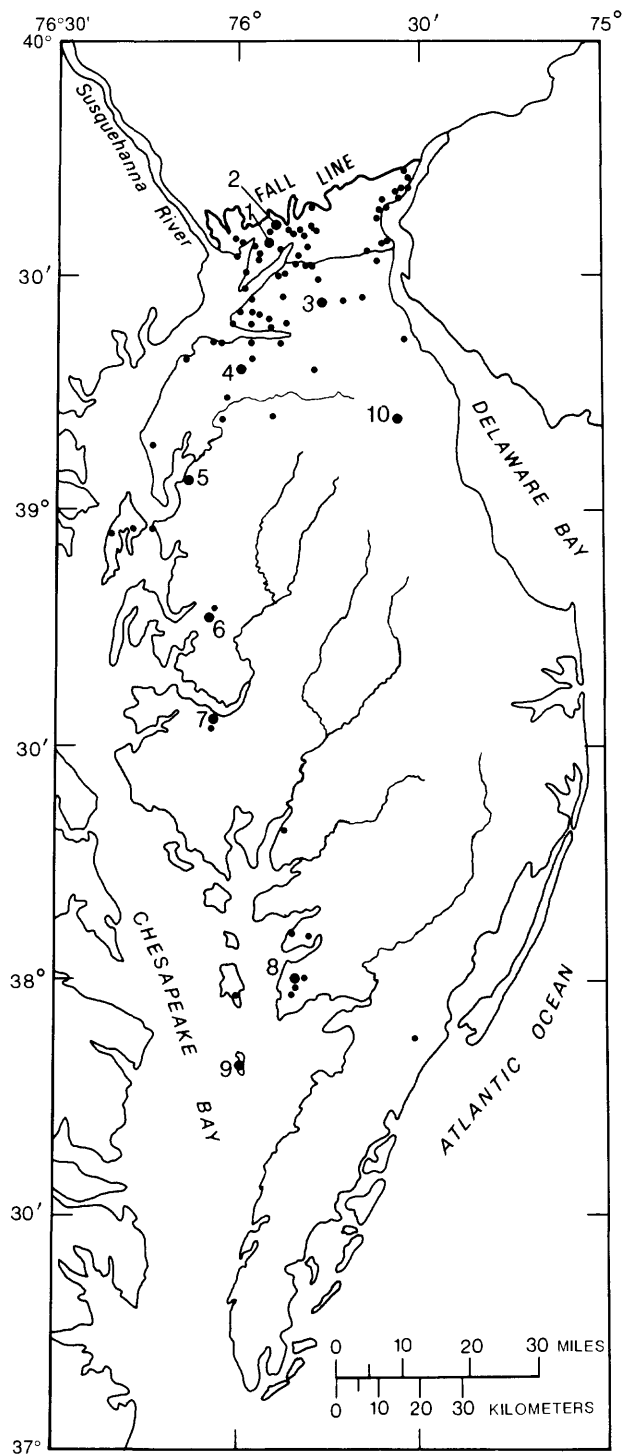 76°30′ 76° 30′ 75°
40°
Susquehanna River
FALL LINE
2
1
30′
3
4
10
DELAWARE BAY
5
39°
6
7
30′
CHESAPEAKE BAY
8
38°
ATLANTIC OCEAN
9
30′
0 10 20 30 MILES
0 10 20 30 KILOMETERS
37°